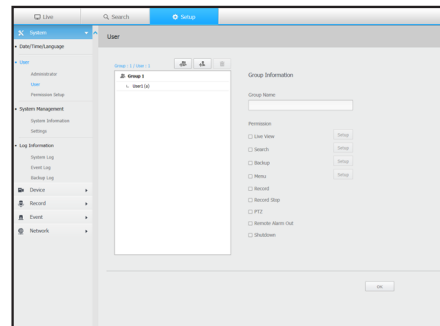 Live
Search
Setup
System
User
Date/Time/Language
User
Administrator
User
Permission Setup
System Management
System Information
Settings
Log Information
System Log
Event Log
Backup Log
Device
Record
Event
Network
Group : 1 / User : 1
Group 1
User1 (a)
Group Information
Group Name
Permission
Live View
Setup
Search
Setup
Backup
Setup
Menu
Setup
Record
Record Stop
PTZ
Remote Alarm Out
Shutdown
OK